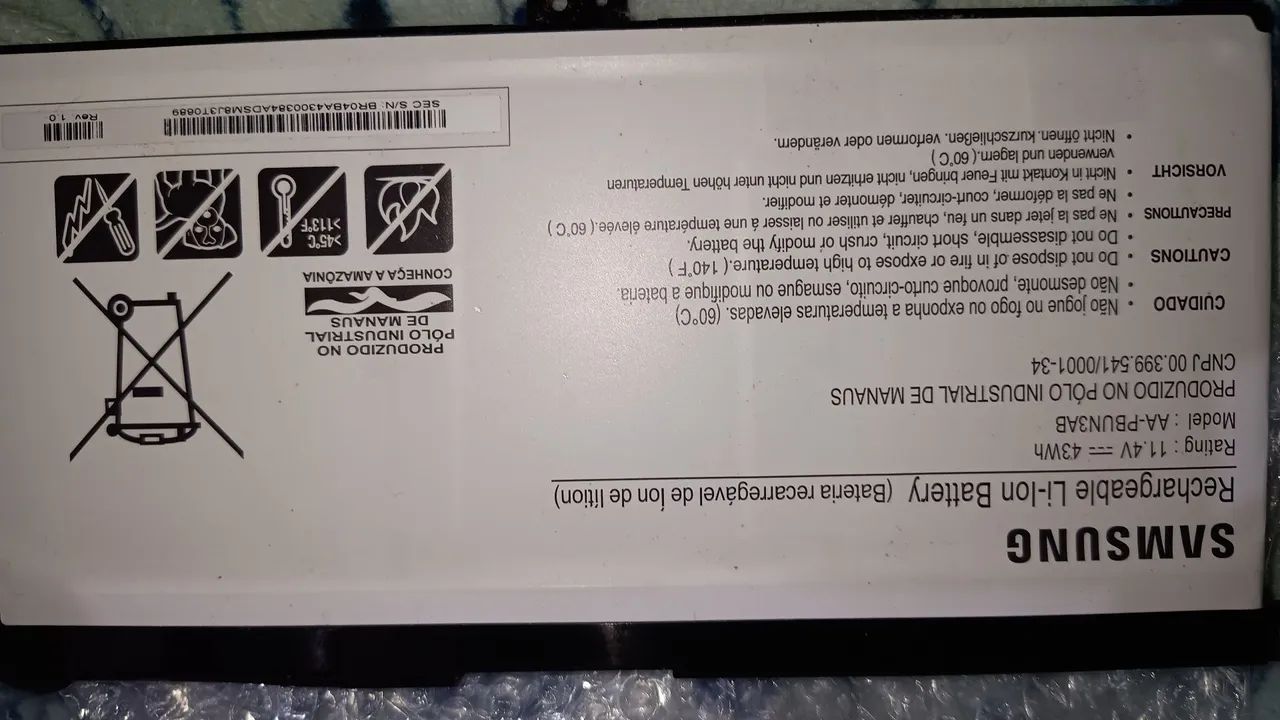 SAMSUNG
Rechargeable Li-Ion Battery (Bateria recarregável de Íon de lítion)
Rating : 11.4V ⎓ 43Wh
Model : AA-PBUN3AB
PRODUZIDO NO PÓLO INDUSTRIAL DE MANAUS
CNPJ 00.399.541/0001-34
CUIDADO • Não jogue no fogo ou exponha a temperaturas elevadas. (60°C)
• Não desmonte, provoque curto-circuito, esmague ou modifique a bateria.
CAUTIONS • Do not dispose of in fire or expose to high temperature.( 140°F )
• Do not disassemble, short circuit, crush or modify the battery.
PRECAUTIONS • Ne pas la jeter dans un feu, chauffer et utiliser ou laisser á une température élevée.( 60°C )
• Ne pas la déformer, court-circuiter, démonter et modifier.
VORSICHT • Nicht in Kontakt mit Feuer bringen, nicht erhitzen und nicht unter höhen Temperaturen
verwenden und lagern.( 60°C )
• Nicht öffnen. kurzschließen. verformen oder verändern.
PRODUZIDO NO
PÓLO INDUSTRIAL
DE MANAUS
CONHEÇA A AMAZÔNIA
>45°C
>113°F
SEC S/N: BR04BA4300384ADSM8J3T0689
Rev. 1.0